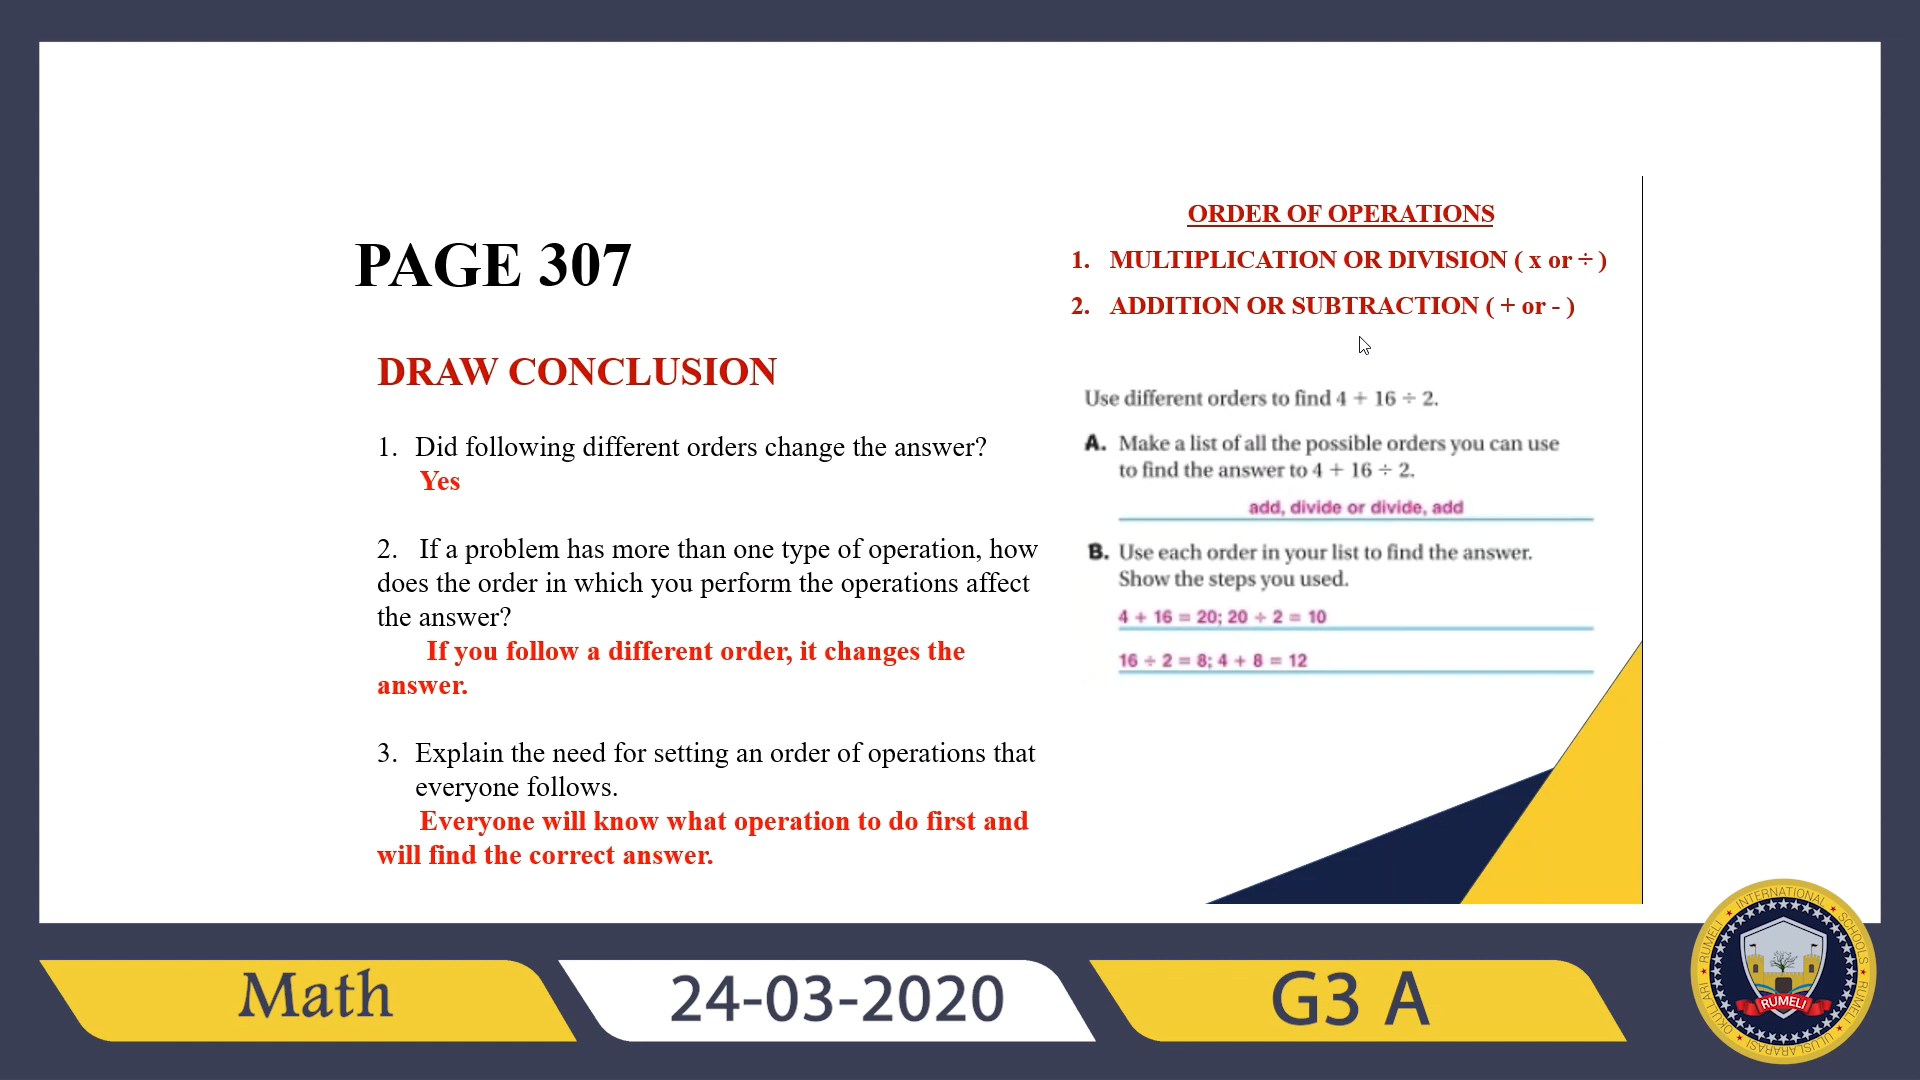 PAGE 307
DRAW CONCLUSION
1. Did following different orders change the answer?
Yes
2. If a problem has more than one type of operation, how
does the order in which you perform the operations affect
the answer?
If you follow a different order, it changes the
answer.
3. Explain the need for setting an order of operations that
everyone follows.
Everyone will know what operation to do first and
will find the correct answer.
ORDER OF OPERATIONS
1. MULTIPLICATION OR DIVISION ( x or ÷ )
2. ADDITION OR SUBTRACTION ( + or - )
Use different orders to find 4 + 16 ÷ 2.
A. Make a list of all the possible orders you can use
to find the answer to 4 + 16 ÷ 2.
add, divide or divide, add
B. Use each order in your list to find the answer.
Show the steps you used.
4 + 16 = 20; 20 ÷ 2 = 10
16 ÷ 2 = 8; 4 + 8 = 12
Math
24-03-2020
G3 A
RUMELI INTERNATIONAL SCHOOLS
RUMELI ULUSLARARASI OKULLARI
RUMELİ